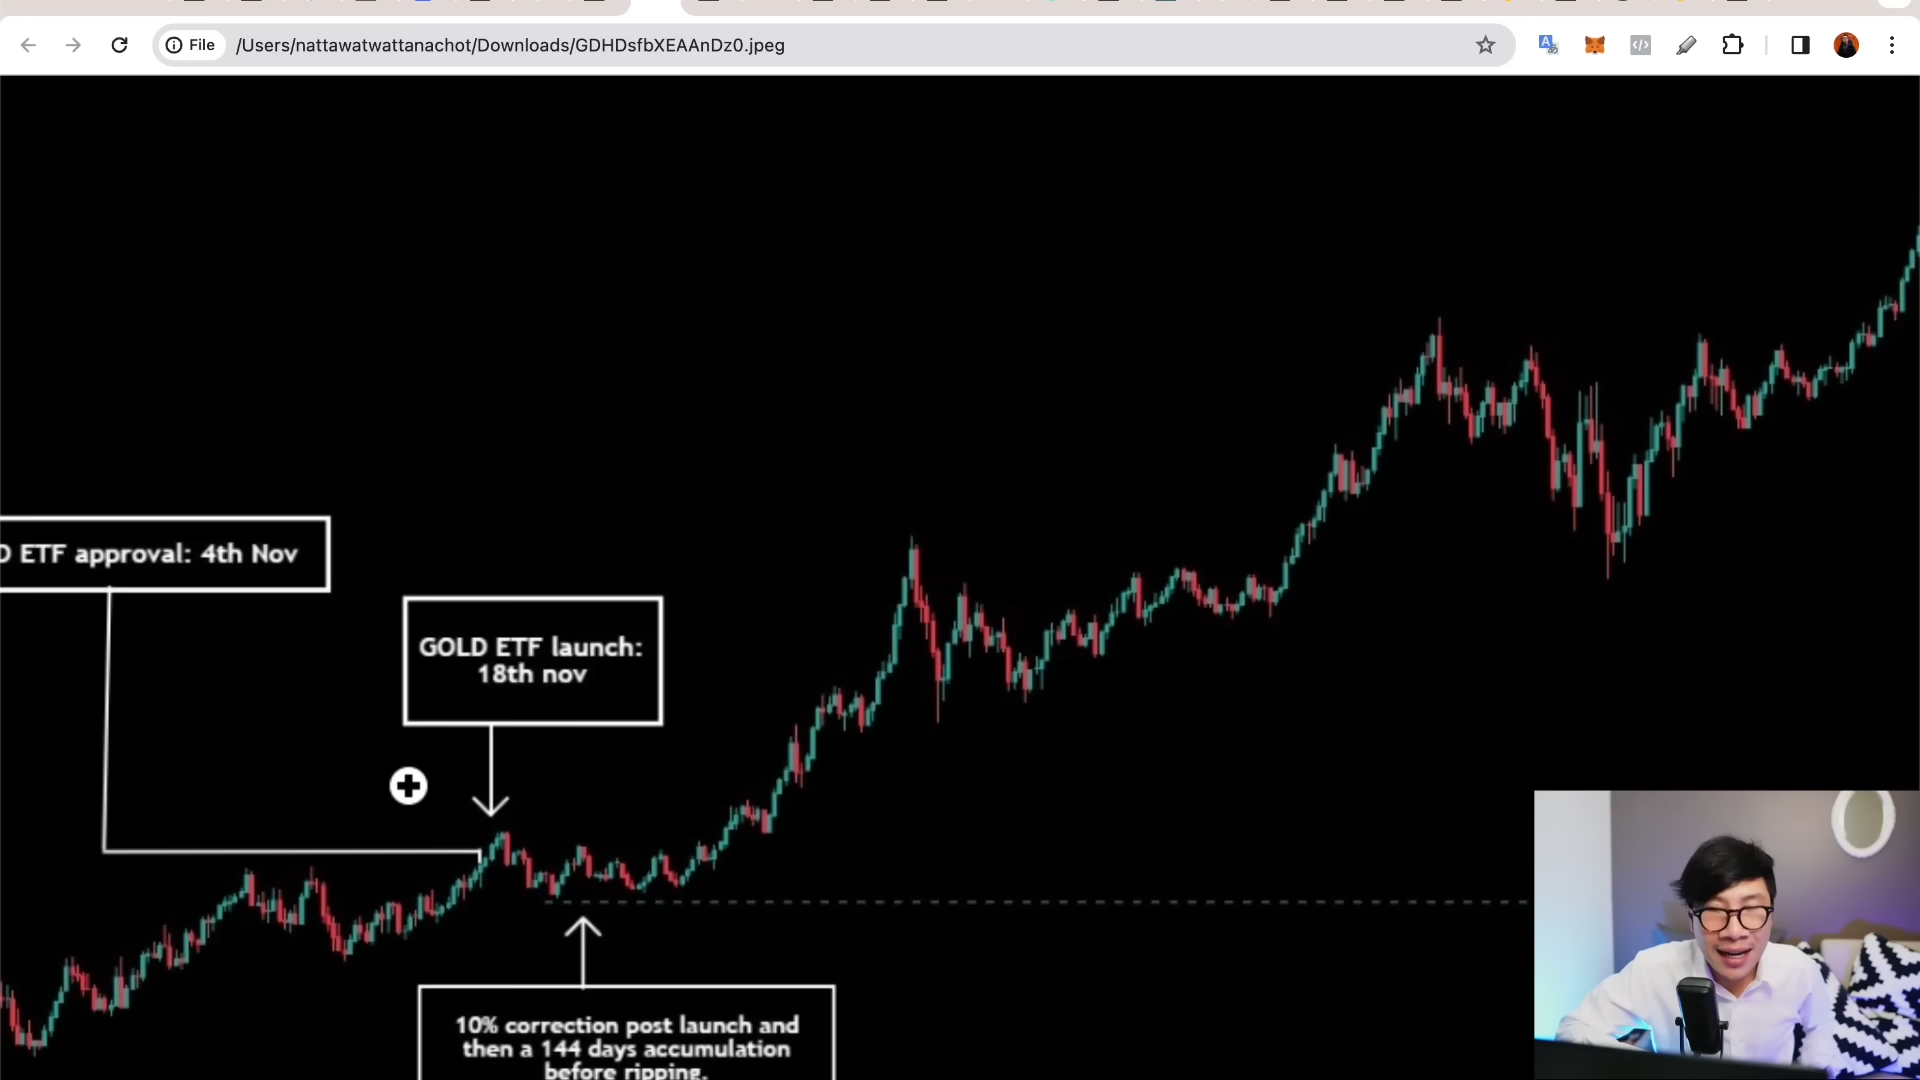 File
/Users/nattawatwattanachot/Downloads/GDHDsfbXEAAnDz0.jpeg
ETF approval: 4th Nov
GOLD ETF launch:
18th nov
10% correction post launch and
then a 144 days accumulation
before ripping.